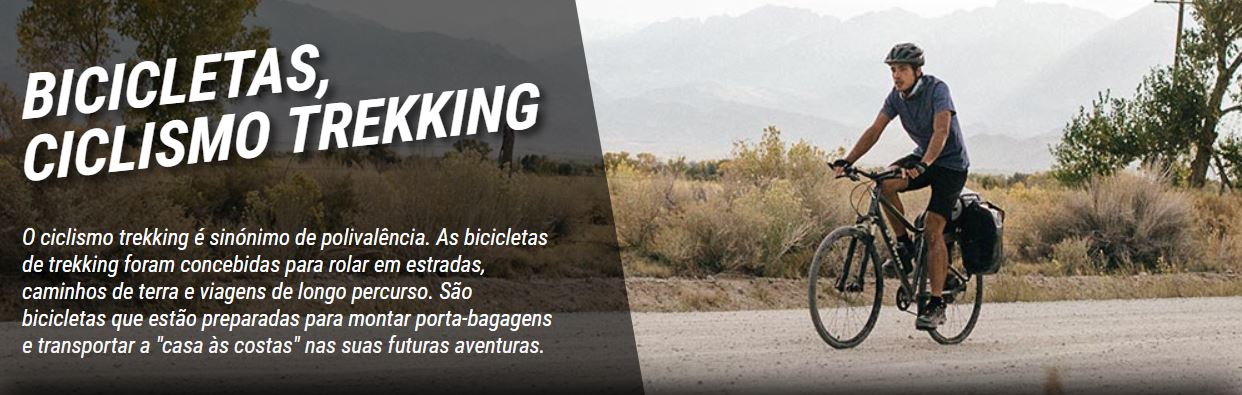 BICICLETAS,
CICLISMO TREKKING
O ciclismo trekking é sinónimo de polivalência. As bicicletas
de trekking foram concebidas para rolar em estradas,
caminhos de terra e viagens de longo percurso. São
bicicletas que estão preparadas para montar porta-bagagens
e transportar a "casa às costas" nas suas futuras aventuras.